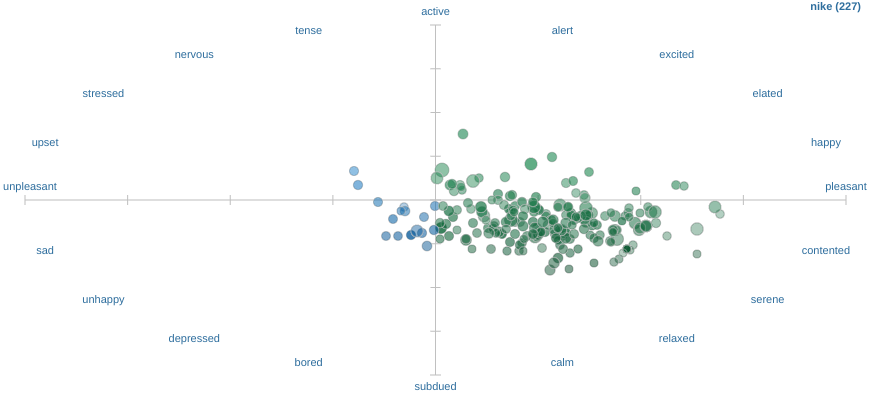 nike (227)
active
tense
alert
nervous
excited
stressed
elated
upset
happy
unpleasant
pleasant
sad
contented
unhappy
serene
depressed
relaxed
bored
calm
subdued